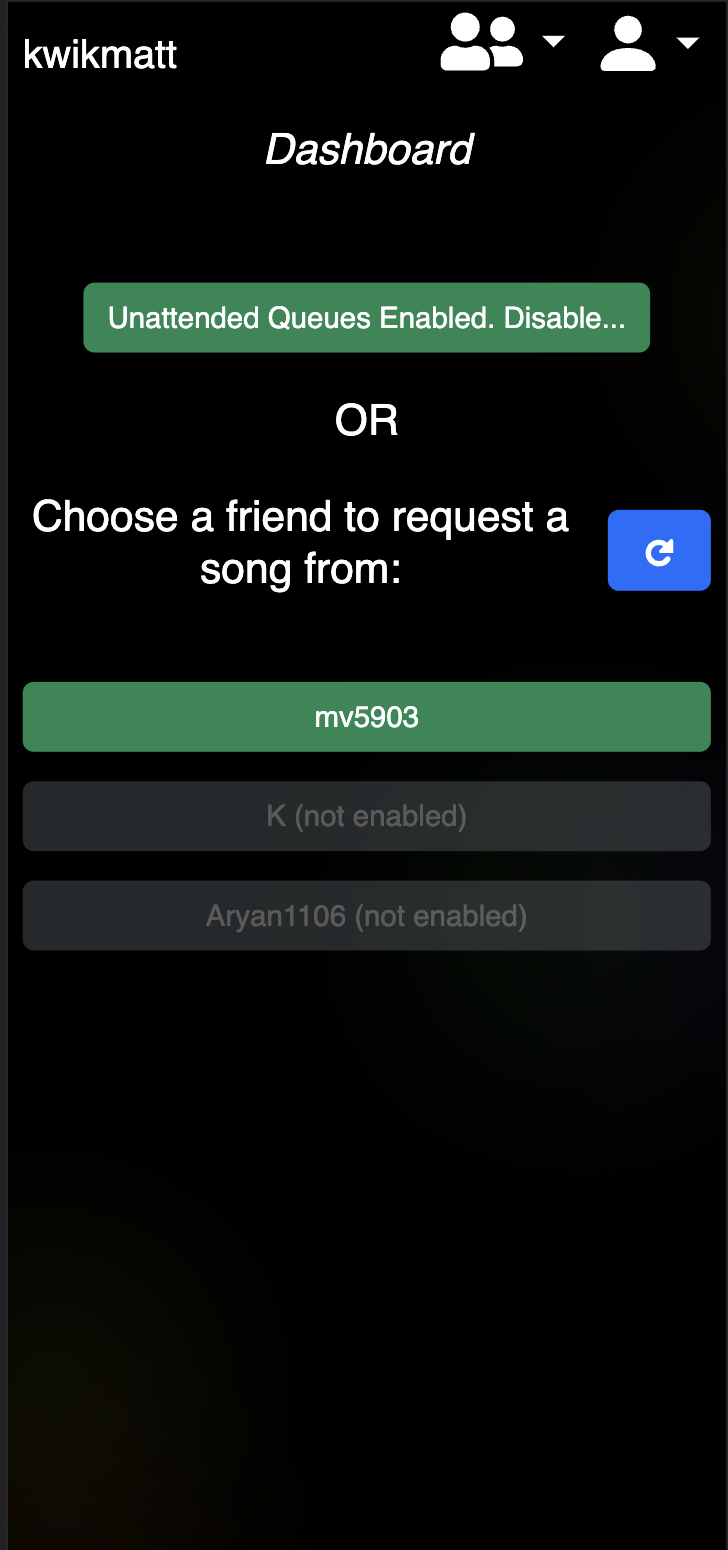 kwikmatt
Dashboard
Unattended Queues Enabled. Disable...
OR
Choose a friend to request a
song from:
mv5903
K (not enabled)
Aryan1106 (not enabled)